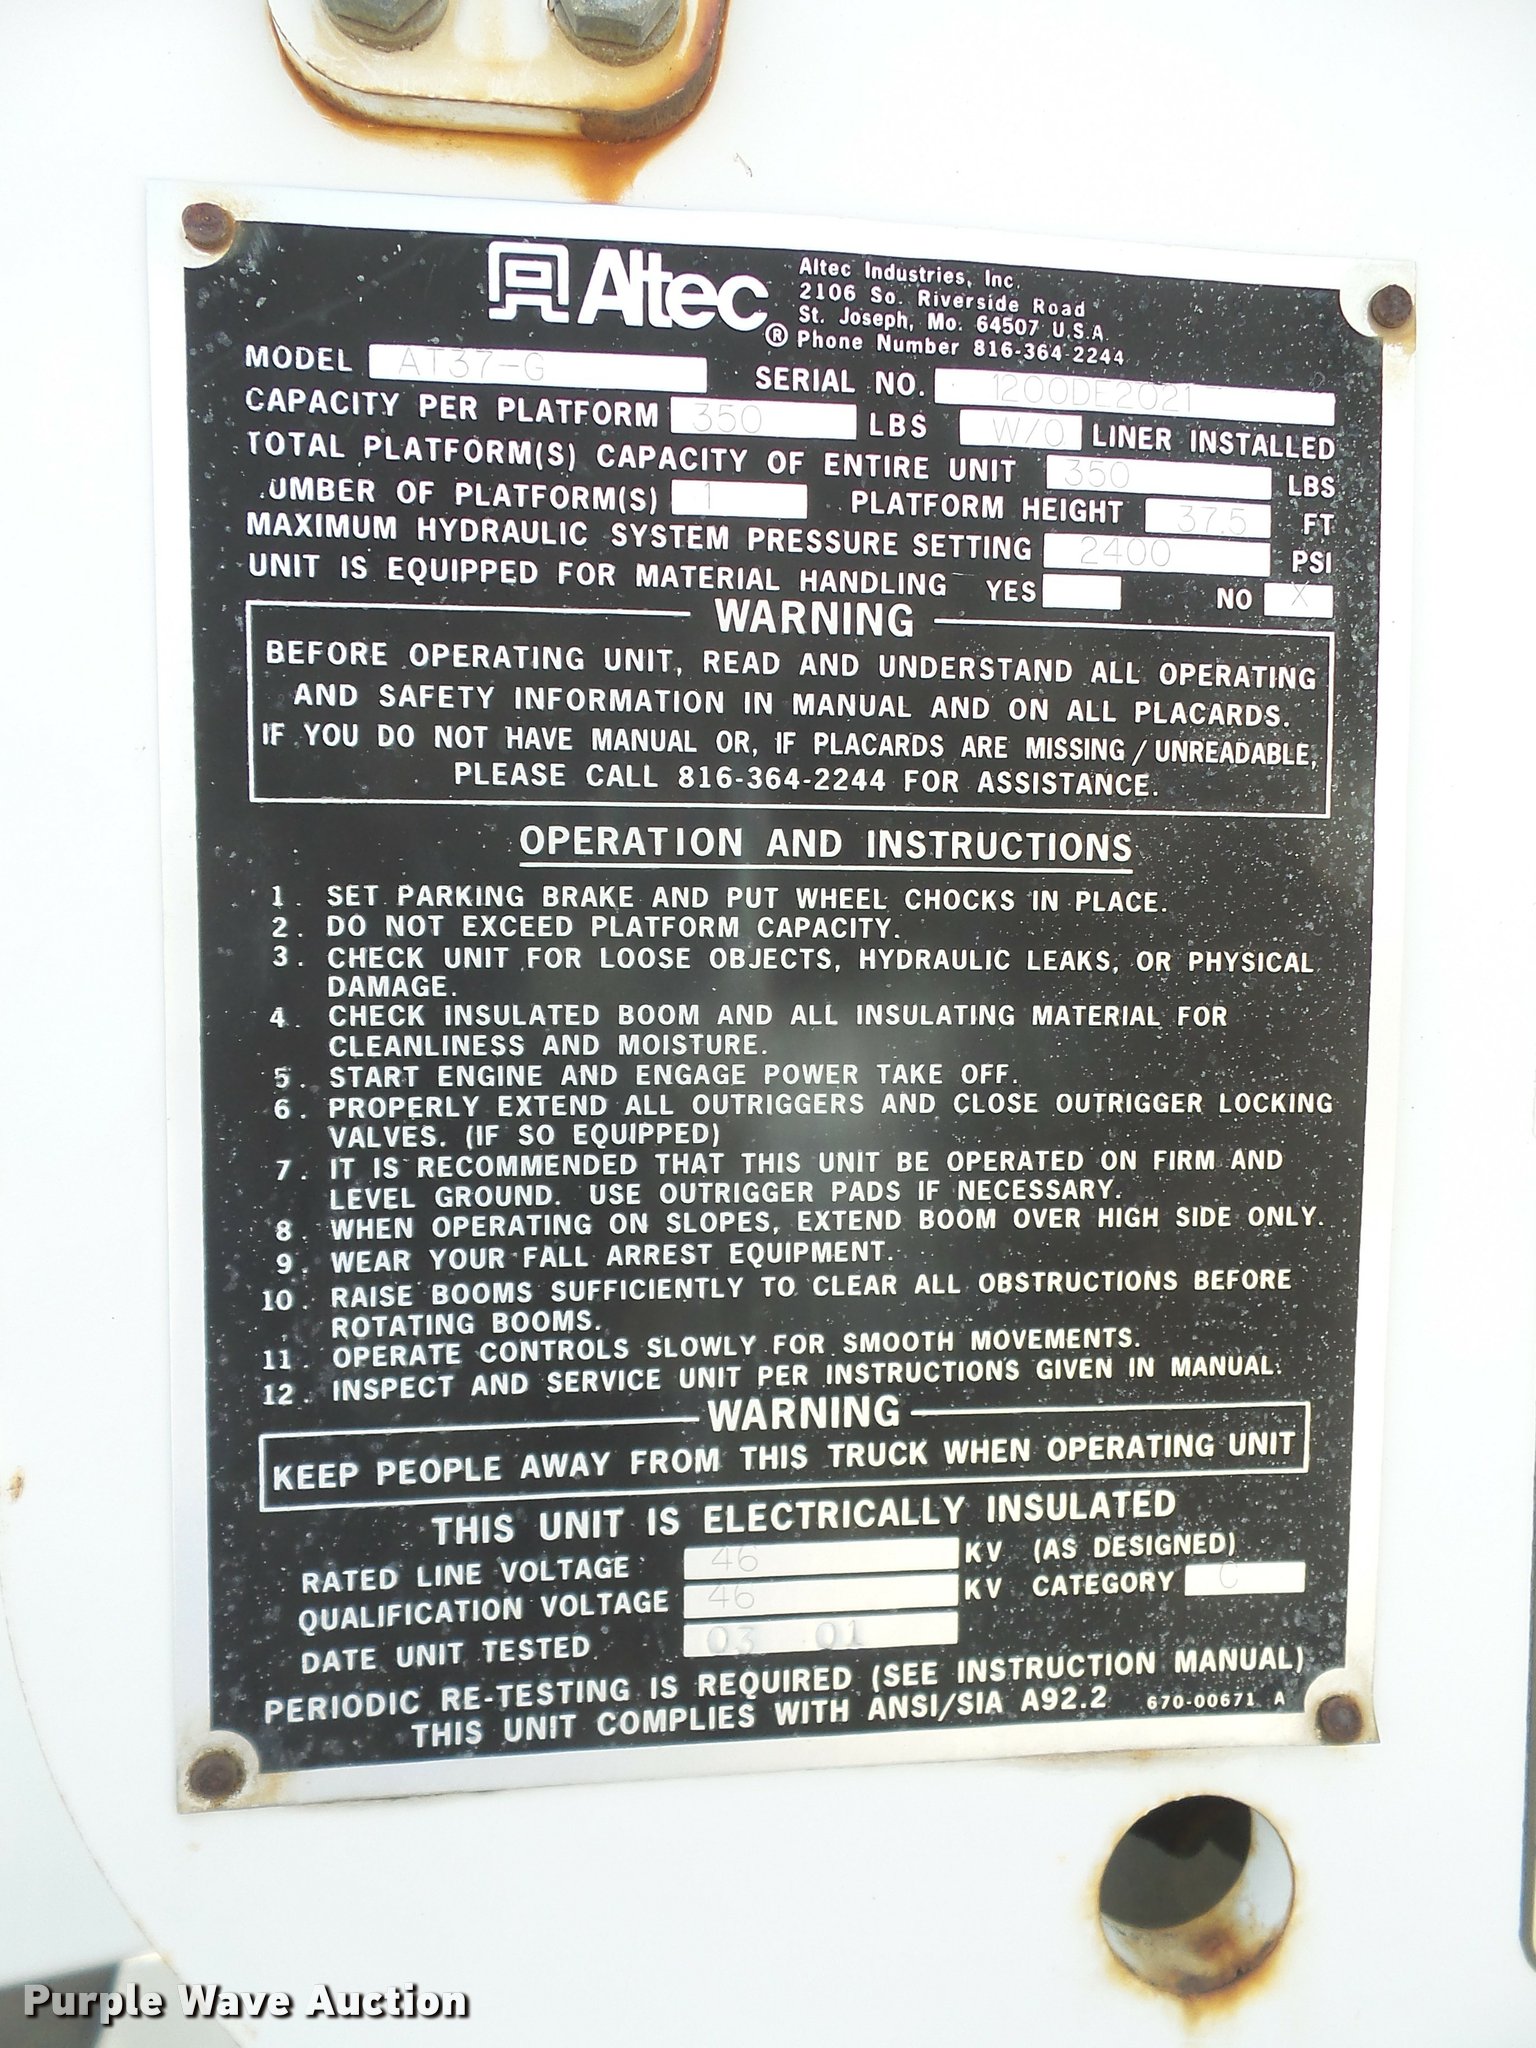 Altec®
Altec Industries, Inc.
2106 So. Riverside Road
St. Joseph, Mo. 64507 U.S.A.
Phone Number 816-364-2244
MODEL AT37-G SERIAL NO. 1200DE2021
CAPACITY PER PLATFORM 350 LBS W/O LINER INSTALLED
TOTAL PLATFORM(S) CAPACITY OF ENTIRE UNIT 350 LBS
UMBER OF PLATFORM(S) 1 PLATFORM HEIGHT 37.5 FT
MAXIMUM HYDRAULIC SYSTEM PRESSURE SETTING 2400 PSI
UNIT IS EQUIPPED FOR MATERIAL HANDLING YES NO X
WARNING
BEFORE OPERATING UNIT, READ AND UNDERSTAND ALL OPERATING
AND SAFETY INFORMATION IN MANUAL AND ON ALL PLACARDS.
IF YOU DO NOT HAVE MANUAL OR, IF PLACARDS ARE MISSING / UNREADABLE,
PLEASE CALL 816-364-2244 FOR ASSISTANCE.
OPERATION AND INSTRUCTIONS
1. SET PARKING BRAKE AND PUT WHEEL CHOCKS IN PLACE.
2. DO NOT EXCEED PLATFORM CAPACITY.
3. CHECK UNIT FOR LOOSE OBJECTS, HYDRAULIC LEAKS, OR PHYSICAL
DAMAGE.
4. CHECK INSULATED BOOM AND ALL INSULATING MATERIAL FOR
CLEANLINESS AND MOISTURE.
5. START ENGINE AND ENGAGE POWER TAKE OFF.
6. PROPERLY EXTEND ALL OUTRIGGERS AND CLOSE OUTRIGGER LOCKING
VALVES. (IF SO EQUIPPED)
7. IT IS RECOMMENDED THAT THIS UNIT BE OPERATED ON FIRM AND
LEVEL GROUND. USE OUTRIGGER PADS IF NECESSARY.
8. WHEN OPERATING ON SLOPES, EXTEND BOOM OVER HIGH SIDE ONLY.
9. WEAR YOUR FALL ARREST EQUIPMENT.
10. RAISE BOOMS SUFFICIENTLY TO CLEAR ALL OBSTRUCTIONS BEFORE
ROTATING BOOMS.
11. OPERATE CONTROLS SLOWLY FOR SMOOTH MOVEMENTS.
12. INSPECT AND SERVICE UNIT PER INSTRUCTIONS GIVEN IN MANUAL.
WARNING
KEEP PEOPLE AWAY FROM THIS TRUCK WHEN OPERATING UNIT
THIS UNIT IS ELECTRICALLY INSULATED
RATED LINE VOLTAGE 46 KV (AS DESIGNED)
QUALIFICATION VOLTAGE 46 KV CATEGORY C
DATE UNIT TESTED 03 01
PERIODIC RE-TESTING IS REQUIRED (SEE INSTRUCTION MANUAL)
THIS UNIT COMPLIES WITH ANSI/SIA A92.2 670-00671 A
Purple Wave Auction